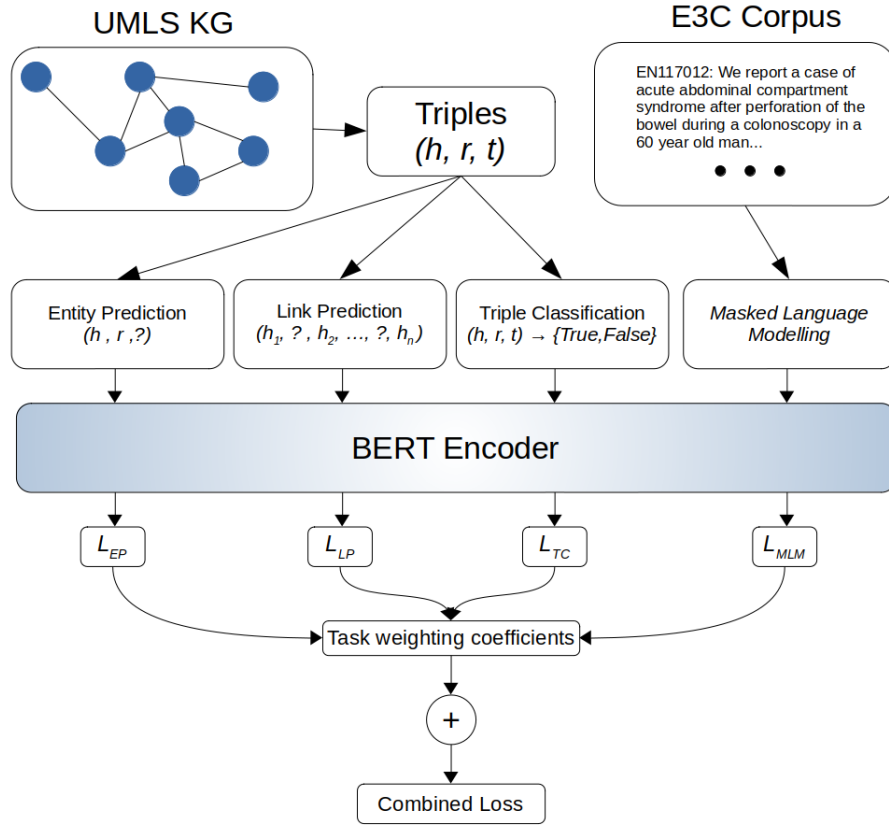 UMLS KG
E3C Corpus
EN117012: We report a case of
acute abdominal compartment
syndrome after perforation of the
bowel during a colonoscopy in a
60 year old man...
Triples
(h, r, t)
Entity Prediction
(h , r ,?)
Link Prediction
(h1, ? , h2, ..., ?, hn)
Triple Classification
(h, r, t) → {True,False}
Masked Language
Modelling
BERT Encoder
LEP
LLP
LTC
LMLM
Task weighting coefficients
+
Combined Loss